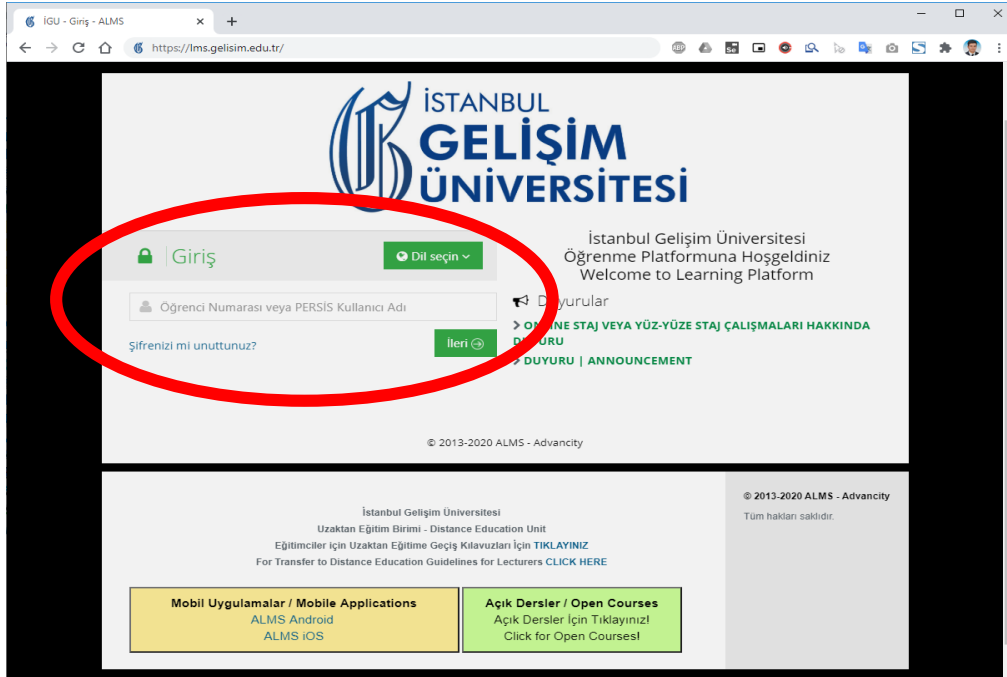 İGU - Giriş - ALMS
https://lms.gelisim.edu.tr/
ABP
Se
İSTANBUL
GELİŞİM
ÜNİVERSİTESİ
Giriş
Dil seçin
Öğrenci Numarası veya PERSİS Kullanıcı Adı
Şifrenizi mi unuttunuz?
İleri
İstanbul Gelişim Üniversitesi
Öğrenme Platformuna Hoşgeldiniz
Welcome to Learning Platform
Duyurular
ONLINE STAJ VEYA YÜZ-YÜZE STAJ ÇALIŞMALARI HAKKINDA
DUYURU
DUYURU | ANNOUNCEMENT
© 2013-2020 ALMS - Advancity
İstanbul Gelişim Üniversitesi
Uzaktan Eğitim Birimi - Distance Education Unit
Eğitimciler için Uzaktan Eğitime Geçiş Kılavuzları İçin TIKLAYINIZ
For Transfer to Distance Education Guidelines for Lecturers CLICK HERE
© 2013-2020 ALMS - Advancity
Tüm hakları saklıdır.
Mobil Uygulamalar / Mobile Applications
ALMS Android
ALMS iOS
Açık Dersler / Open Courses
Açık Dersler İçin Tıklayınız!
Click for Open Courses!